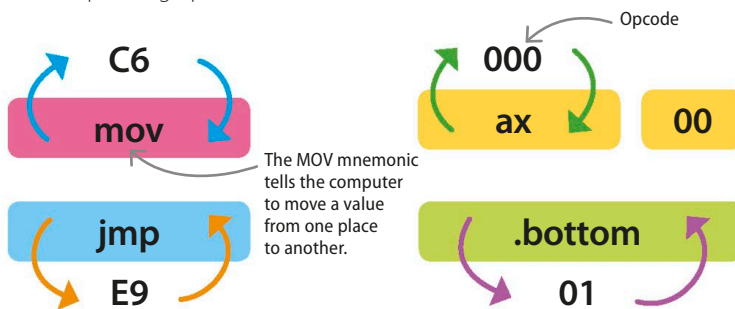 Opcode
C6
000
mov
ax
00
The MOV mnemonic
tells the computer
to move a value
from one place
to another.
jmp
.bottom
E9
01